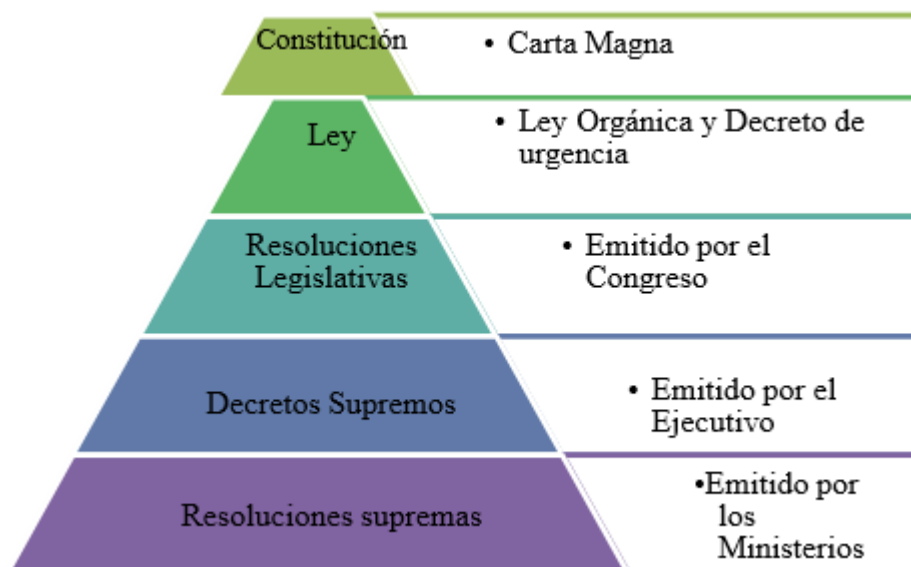 Constitución
• Carta Magna
Ley
• Ley Orgánica y Decreto de
urgencia
Resoluciones
Legislativas
• Emitido por el
Congreso
Decretos Supremos
• Emitido por el
Ejecutivo
Resoluciones supremas
•Emitido por
los
Ministerios